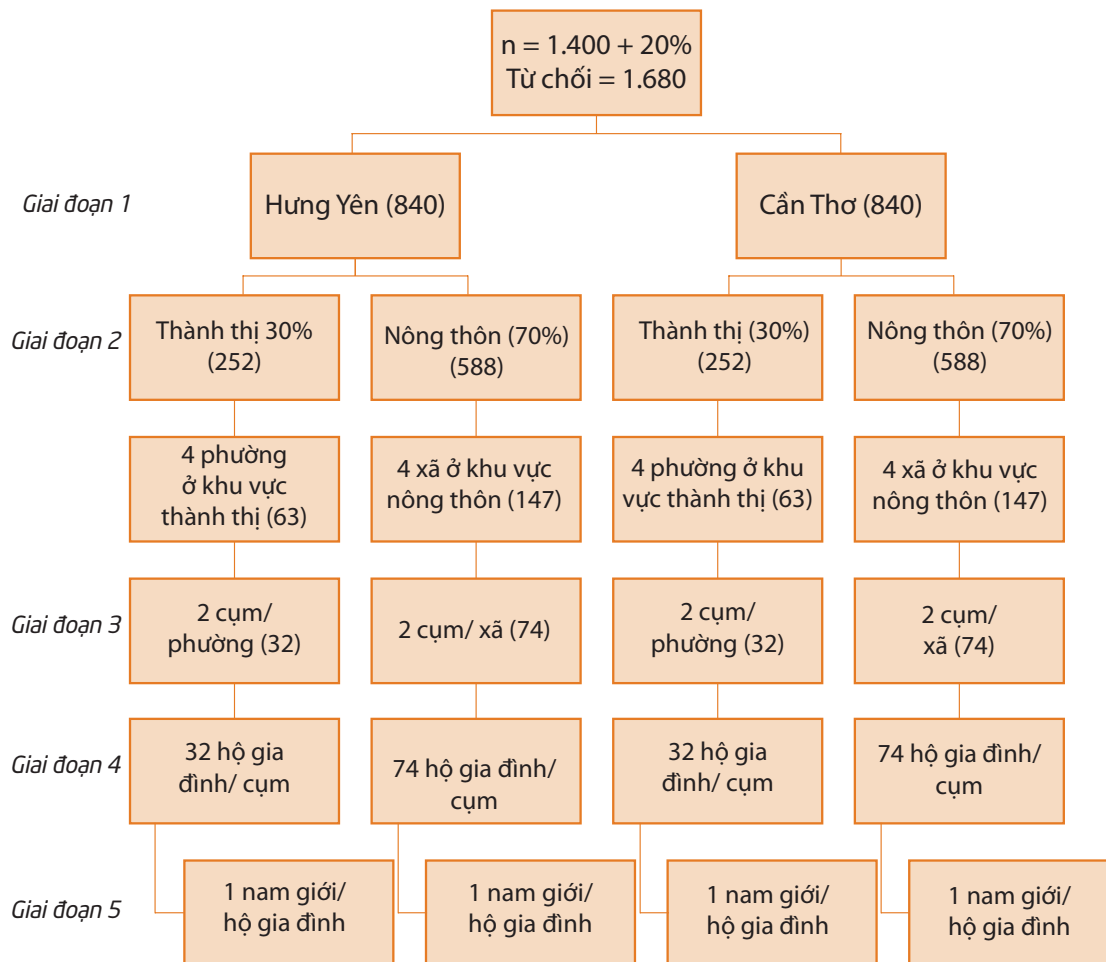 n = 1.400 + 20%
Từ chối = 1.680
Giai đoạn 1
Hưng Yên (840)
Cần Thơ (840)
Giai đoạn 2
Thành thị 30%
(252)
Nông thôn (70%)
(588)
Thành thị (30%)
(252)
Nông thôn (70%)
(588)
4 phường
ở khu vực
thành thị (63)
4 xã ở khu vực
nông thôn (147)
4 phường ở khu
vực thành thị (63)
4 xã ở khu vực
nông thôn (147)
Giai đoạn 3
2 cụm/
phường (32)
2 cụm/ xã (74)
2 cụm/
phường (32)
2 cụm/
xã (74)
Giai đoạn 4
32 hộ gia
đình/ cụm
74 hộ gia đình/
cụm
32 hộ gia
đình/ cụm
74 hộ gia đình/
cụm
Giai đoạn 5
1 nam giới/
hộ gia đình
1 nam giới/
hộ gia đình
1 nam giới/
hộ gia đình
1 nam giới/
hộ gia đình